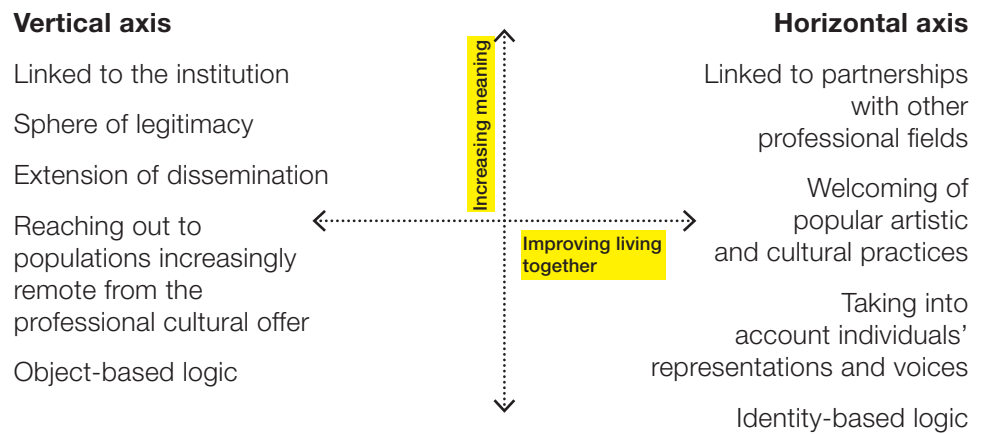 Vertical axis
Linked to the institution
Sphere of legitimacy
Extension of dissemination
Reaching out to
populations increasingly
remote from the
professional cultural offer
Object-based logic
Increasing meaning
Improving living
together
Horizontal axis
Linked to partnerships
with other
professional fields
Welcoming of
popular artistic
and cultural practices
Taking into
account individuals’
representations and voices
Identity-based logic